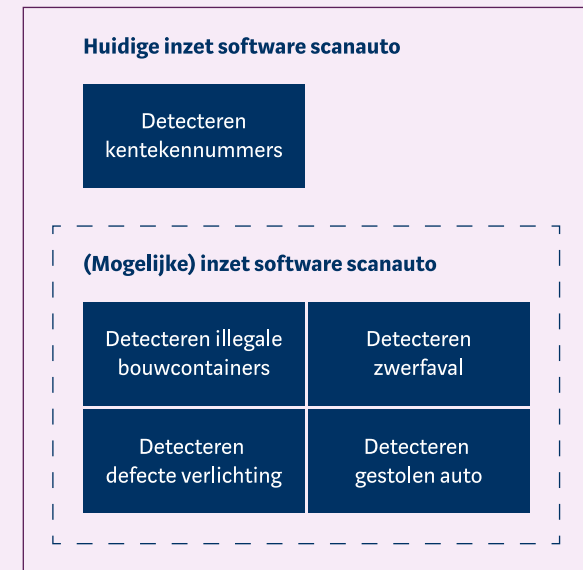 Huidige inzet software scanauto
Detecteren
kentekennummers
(Mogelijke) inzet software scanauto
Detecteren illegale
bouwcontainers
Detecteren
zwerfaval
Detecteren
defecte verlichting
Detecteren
gestolen auto